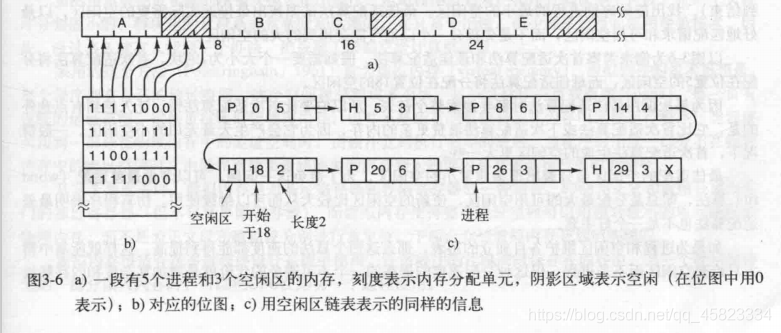 A B C D E
8 16 24
a)
11111000
11111111
11001111
11111000
b)
P 0 5 H 5 3 P 8 6 P 14 4
H 18 2 P 20 6 P 26 3 H 29 3 X
空闲区 开始于18 长度2 进程
c)
图3-6 a) 一段有5个进程和3个空闲区的内存，刻度表示内存分配单元，阴影区域表示空闲（在位图中用0
表示）；b) 对应的位图；c) 用空闲区链表表示的同样的信息
https://blog.csdn.net/qq_45823334